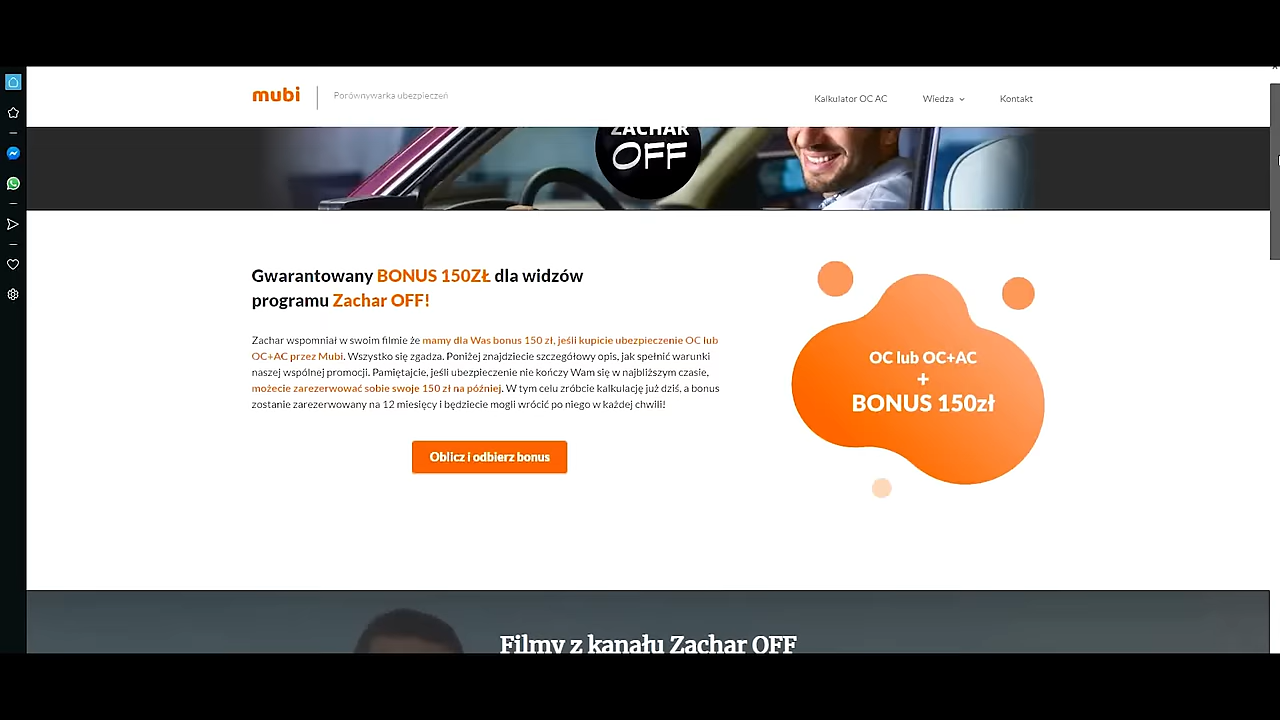 mubi
Porównywarka ubezpieczeń
Kalkulator OC AC
Wiedza
Kontakt
ZACHAR
OFF
Gwarantowany BONUS 150ZŁ dla widzów
programu Zachar OFF!
Zachar wspomniał w swoim filmie że mamy dla Was bonus 150 zł, jeśli kupicie ubezpieczenie OC lub
OC+AC przez Mubi. Wszystko się zgadza. Poniżej znajdziecie szczegółowy opis, jak spełnić warunki
naszej wspólnej promocji. Pamiętajcie, jeśli ubezpieczenie nie kończy Wam się w najbliższym czasie,
możecie zarezerwować sobie swoje 150 zł na później. W tym celu zróbcie kalkulację już dziś, a bonus
zostanie zarezerwowany na 12 miesięcy i będziecie mogli wrócić po niego w każdej chwili!
Oblicz i odbierz bonus
OC lub OC+AC
+
BONUS 150zł
Filmy z kanału Zachar OFF